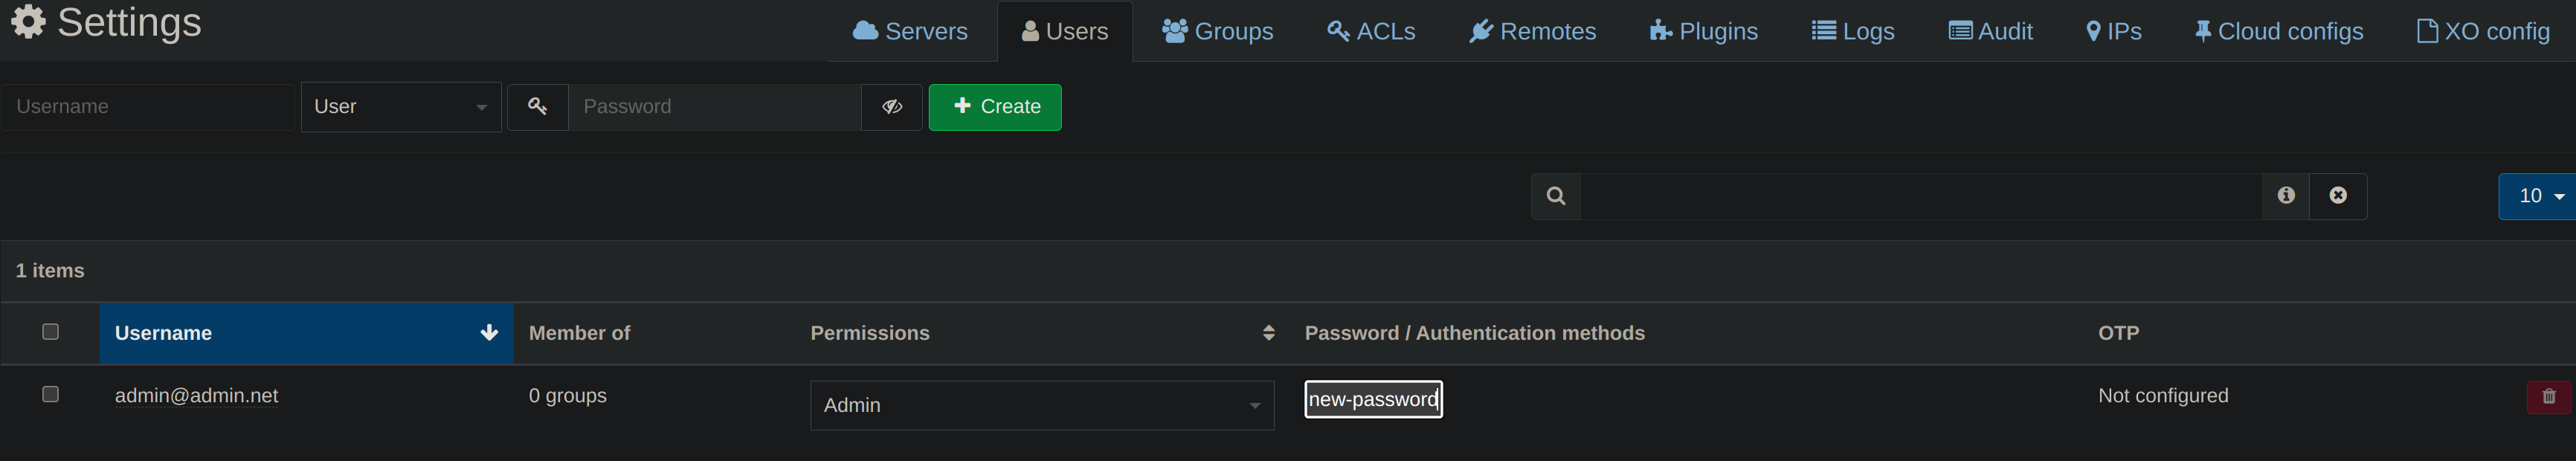 Settings
Servers Users Groups ACLs Remotes Plugins Logs Audit IPs Cloud configs XO config
Username User Password Create
10
1 items
Username Member of Permissions Password / Authentication methods OTP
admin@admin.net 0 groups Admin new-password Not configured